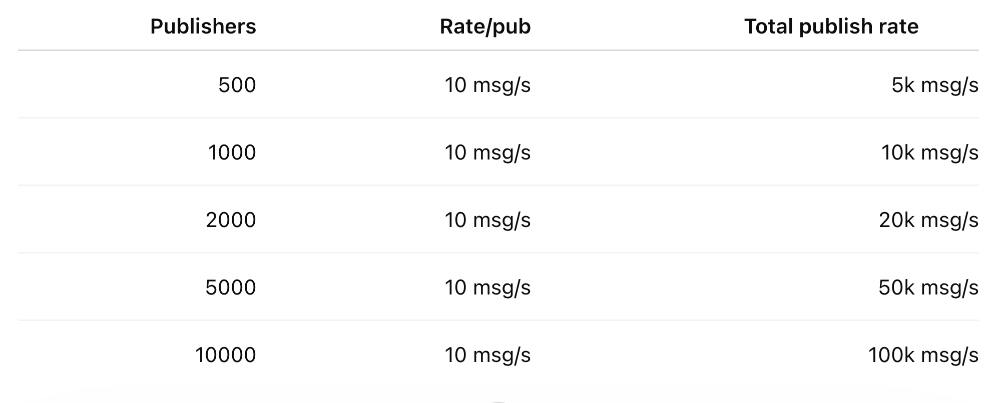 Publishers Rate/pub Total publish rate
500 10 msg/s 5k msg/s
1000 10 msg/s 10k msg/s
2000 10 msg/s 20k msg/s
5000 10 msg/s 50k msg/s
10000 10 msg/s 100k msg/s